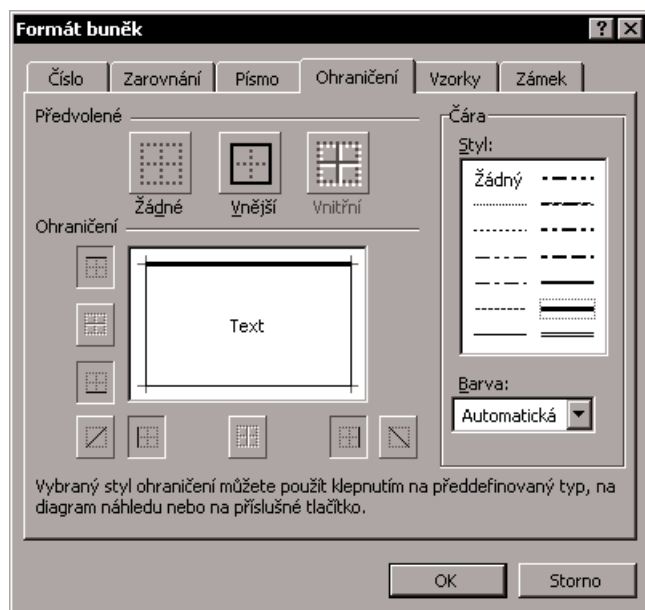 Formát buněk
Číslo Zarovnání Písmo Ohraničení Vzorky Zámek
Předvolené
Žádné Vnější Vnitřní
Ohraničení
Text
Čára
Styl:
Žádný
Barva:
Automatická
Vybraný styl ohraničení můžete použít klepnutím na předdefinovaný typ, na
diagram náhledu nebo na příslušné tlačítko.
OK Storno